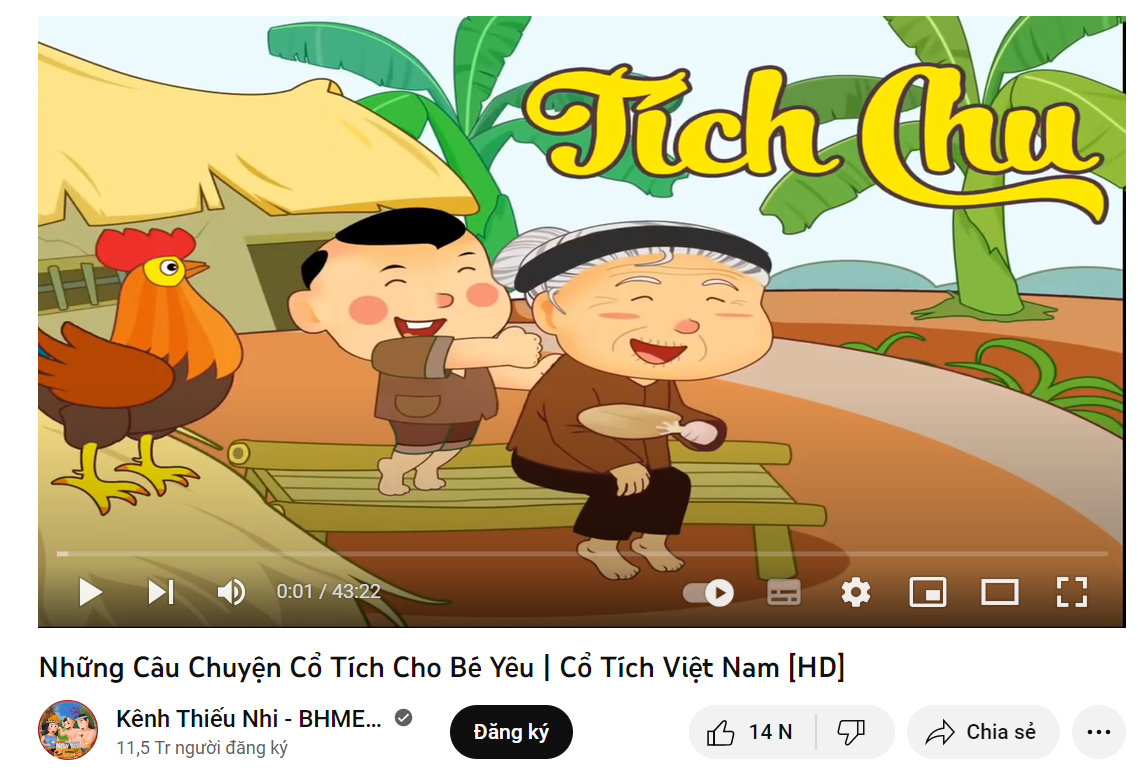 Tích Chu
0:01 / 43:22
Những Câu Chuyện Cổ Tích Cho Bé Yêu | Cổ Tích Việt Nam [HD]
Kênh Thiếu Nhi - BHME...
11,5 Tr người đăng ký
Đăng ký
14 N
Chia sẻ